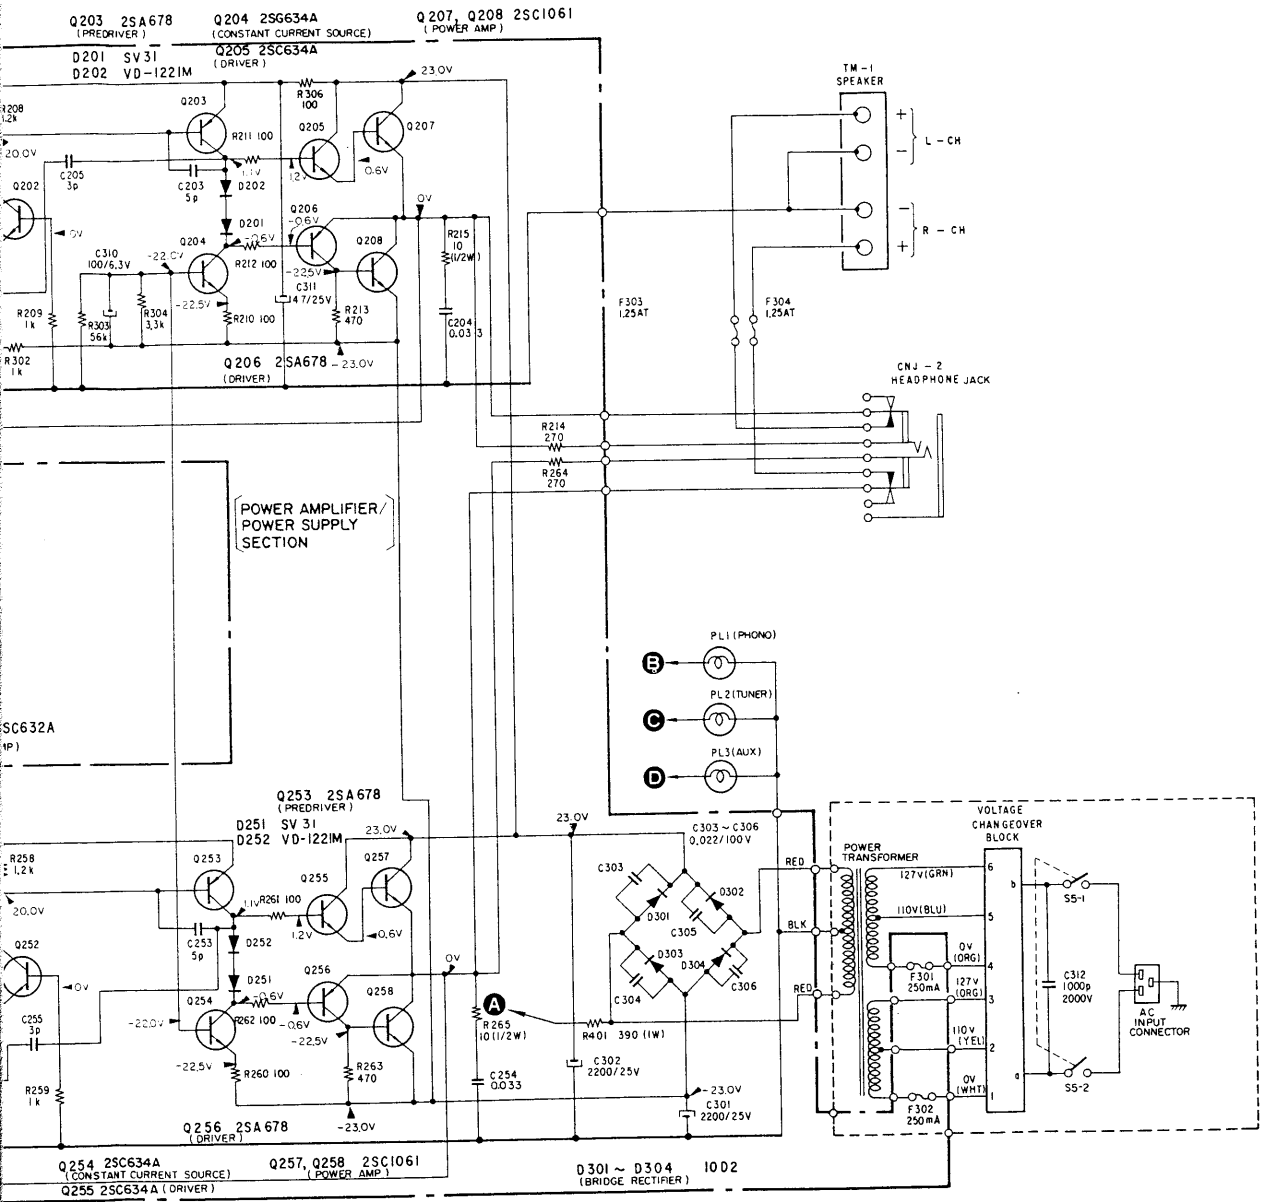 Q203 2SA678
(PREDRIVER)
Q204 2SG634A
(CONSTANT CURRENT SOURCE)
Q207, Q208 2SC1061
(POWER AMP)
D201 SV31
D202 VD-1221M
Q205 2SC634A
(DRIVER)
23.0V
R306
100
Q203
Q205
Q207
R208
1.2k
R211 100
20.0V
C205
3p
C203
5p
1.1V
1.2V
0.6V
D202
Q202
0V
D201
Q206
-0.6V
-0.6V
0V
Q208
R215
10
(1/2W)
C310
100/6.3V
-22.0V
Q204
R212 100
-22.5V
C311
47/25V
-22.5V
R209
1k
R303
56k
R304
3.3k
R210 100
R213
470
C204
0.033
R302
1k
Q206 2SA678
(DRIVER)
-23.0V
TM-1
SPEAKER
+
-
L-CH
-
+
R-CH
F303
1.25AT
F304
1.25AT
CNJ-2
HEADPHONE JACK
R214
270
R264
270
POWER AMPLIFIER/
POWER SUPPLY
SECTION
PL1(PHONO)
B
PL2(TUNER)
C
PL3(AUX)
D
SC632A
Q253 2SA678
(PREDRIVER)
D251 SV31
D252 VD-1221M
23.0V
23.0V
C303~C306
0.022/100V
R258
1.2k
Q253
Q255
Q257
20.0V
1.1V
R261 100
1.2V
0.6V
C253
5p
D252
Q252
0V
D251
Q256
0V
-0.6V
-0.6V
Q258
Q254
R262 100
-22.0V
-22.5V
C255
3p
-22.5V
R260 100
R263
470
R259
1k
-23.0V
Q256 2SA678
(DRIVER)
A
R265
10(1/2W)
C254
0.033
R401 390 (1W)
C302
2200/25V
-23.0V
C301
2200/25V
C303
D302
D301
C305
D303
D304
C304
C306
RED
BLK
RED
POWER
TRANSFORMER
VOLTAGE
CHANGEOVER
BLOCK
127V(GRN)
6
110V(BLU)
5
0V
(ORG)
4
F301
250mA
127V
(ORG)
3
110V
(YEL)
2
0V
(WHT)
1
F302
250mA
b
a
S5-1
C312
1000p
2000V
S5-2
AC
INPUT
CONNECTOR
Q254 2SC634A
(CONSTANT CURRENT SOURCE)
Q257, Q258 2SC1061
(POWER AMP.)
D301~D304 10D2
(BRIDGE RECTIFIER)
Q255 2SC634A (DRIVER)